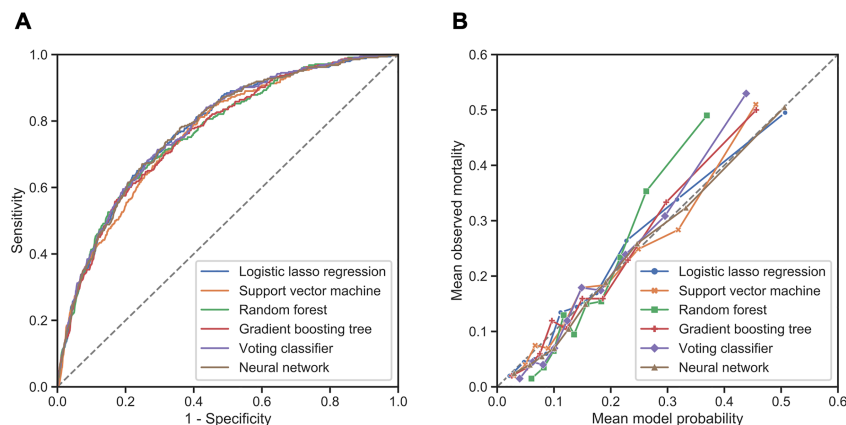 A
1.0
0.8
0.6
0.4
0.2
0.0
Sensitivity
Logistic lasso regression
Support vector machine
Random forest
Gradient boosting tree
Voting classifier
Neural network
0.0 0.2 0.4 0.6 0.8 1.0
1 - Specificity
B
0.6
0.5
0.4
0.3
0.2
0.1
0.0
Mean observed mortality
Logistic lasso regression
Support vector machine
Random forest
Gradient boosting tree
Voting classifier
Neural network
0.0 0.1 0.2 0.3 0.4 0.5 0.6
Mean model probability